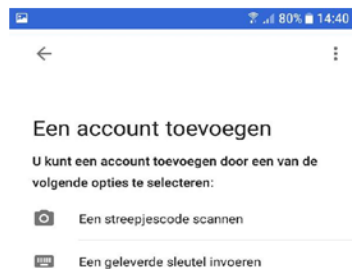 80% 14:40
Een account toevoegen
U kunt een account toevoegen door een van de
volgende opties te selecteren:
Een streepjescode scannen
Een geleverde sleutel invoeren